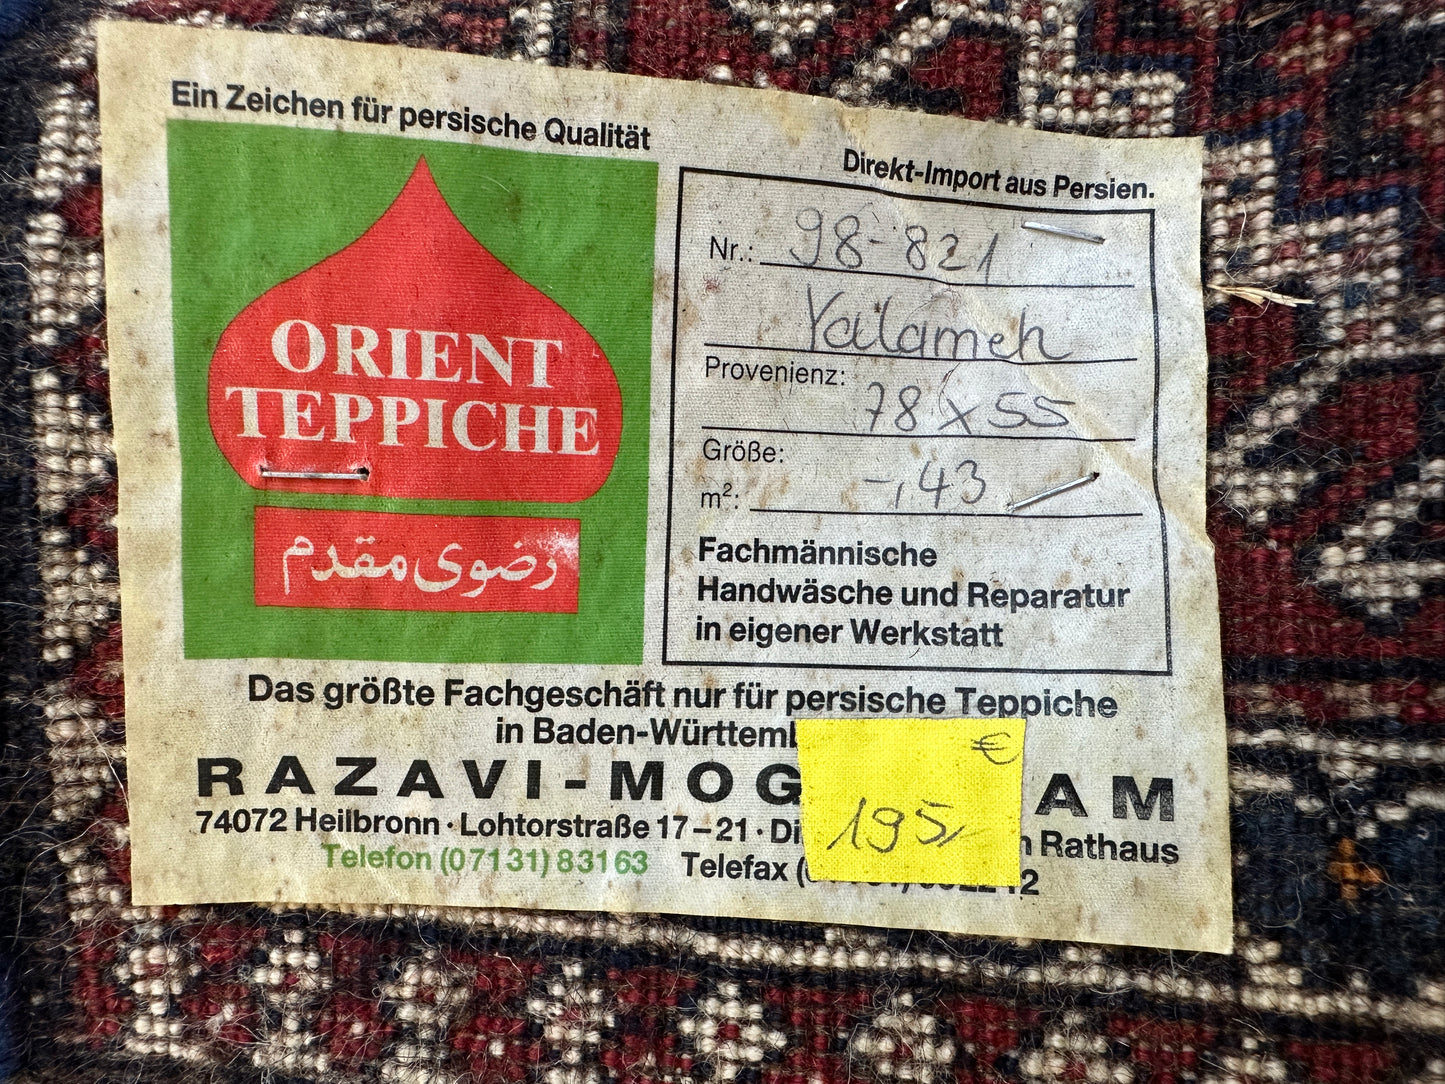 Ein Zeichen für persische Qualität
ORIENT
TEPPICHE
رضوی مقدم
Direkt-Import aus Persien.
Nr.: 98-821
Yalameh
Provenienz:
78 x 55
Größe:
m²: -,43
Fachmännische
Handwäsche und Reparatur
in eigener Werkstatt
Das größte Fachgeschäft nur für persische Teppiche
in Baden-Württemb
RAZAVI-MOG AM
74072 Heilbronn · Lohtorstraße 17–21 · Rathaus
Telefon (07131) 83163 Telefax
€
195,-